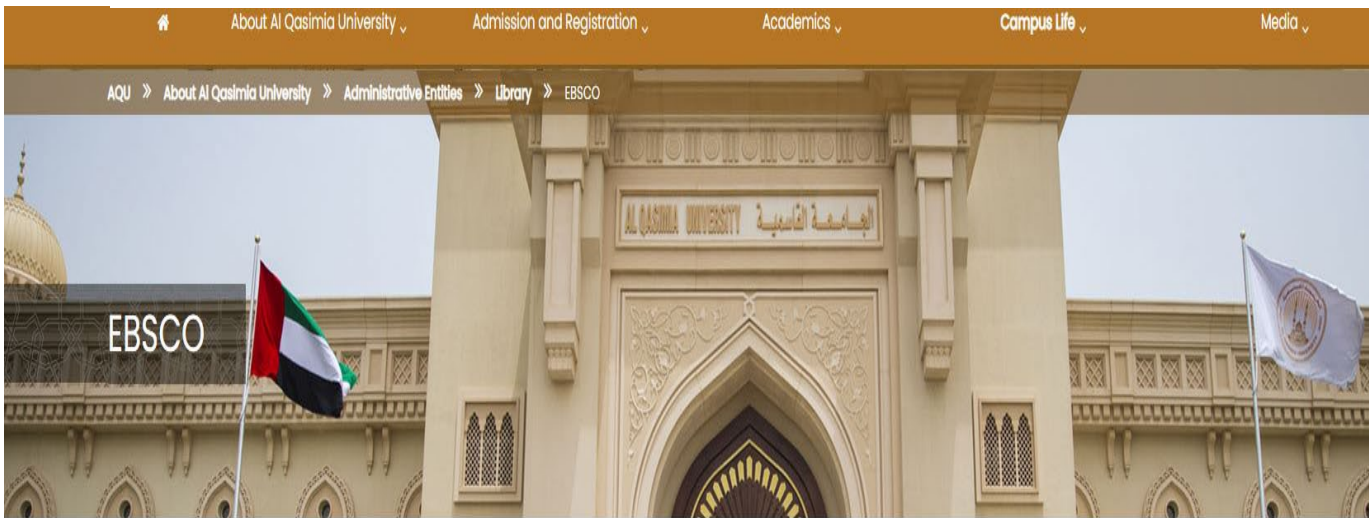 About Al Qasimia University Admission and Registration Academics Campus Life Media
AQU » About Al Qasimia University » Administrative Entities » Library » EBSCO
AL QASIMIA UNIVERSITY الجامعة القاسمية
EBSCO